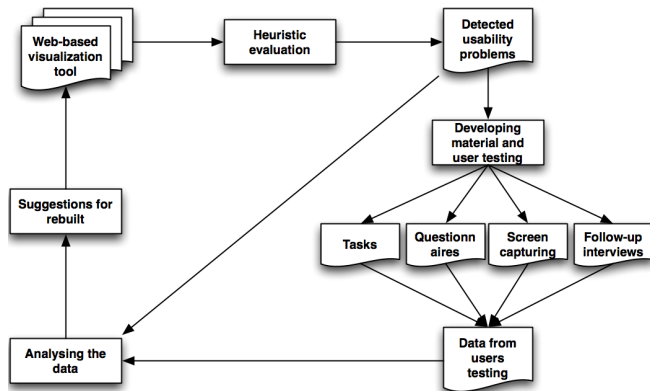 Web-based
visualization
tool
Heuristic
evaluation
Detected
usability
problems
Developing
material and
user testing
Suggestions for
rebuilt
Tasks
Questionn
aires
Screen
capturing
Follow-up
interviews
Analysing the
data
Data from
users
testing